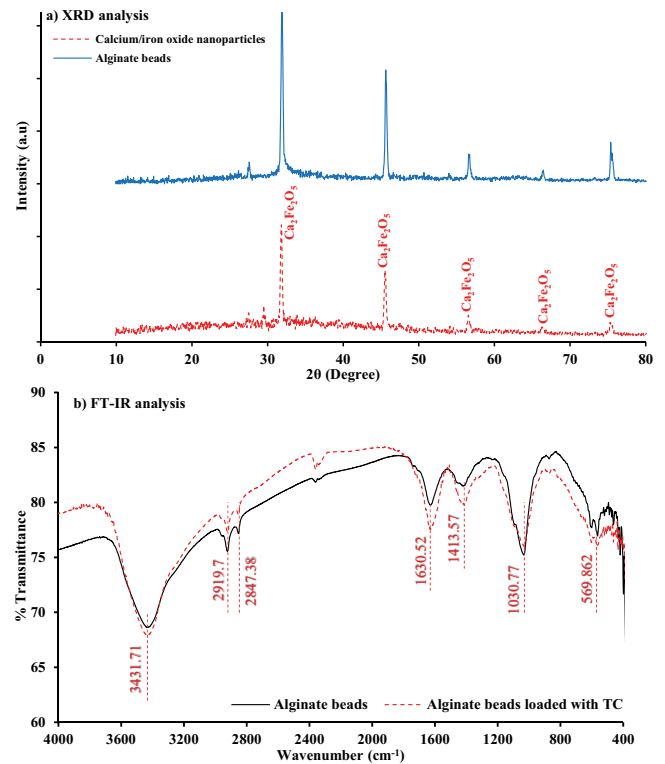 a) XRD analysis
Calcium/iron oxide nanoparticles
Alginate beads
Intensity (a.u)
Ca2Fe2O5
Ca2Fe2O5
Ca2Fe2O5
Ca2Fe2O5
Ca2Fe2O5
0 10 20 30 40 50 60 70 80
2θ (Degree)
b) FT-IR analysis
90
85
80
75
70
65
60
% Transmittance
3431.71
2919.7
2847.38
1630.52
1413.57
1030.77
569.862
Alginate beads
Alginate beads loaded with TC
4000 3600 3200 2800 2400 2000 1600 1200 800 400
Wavenumber (cm-1)